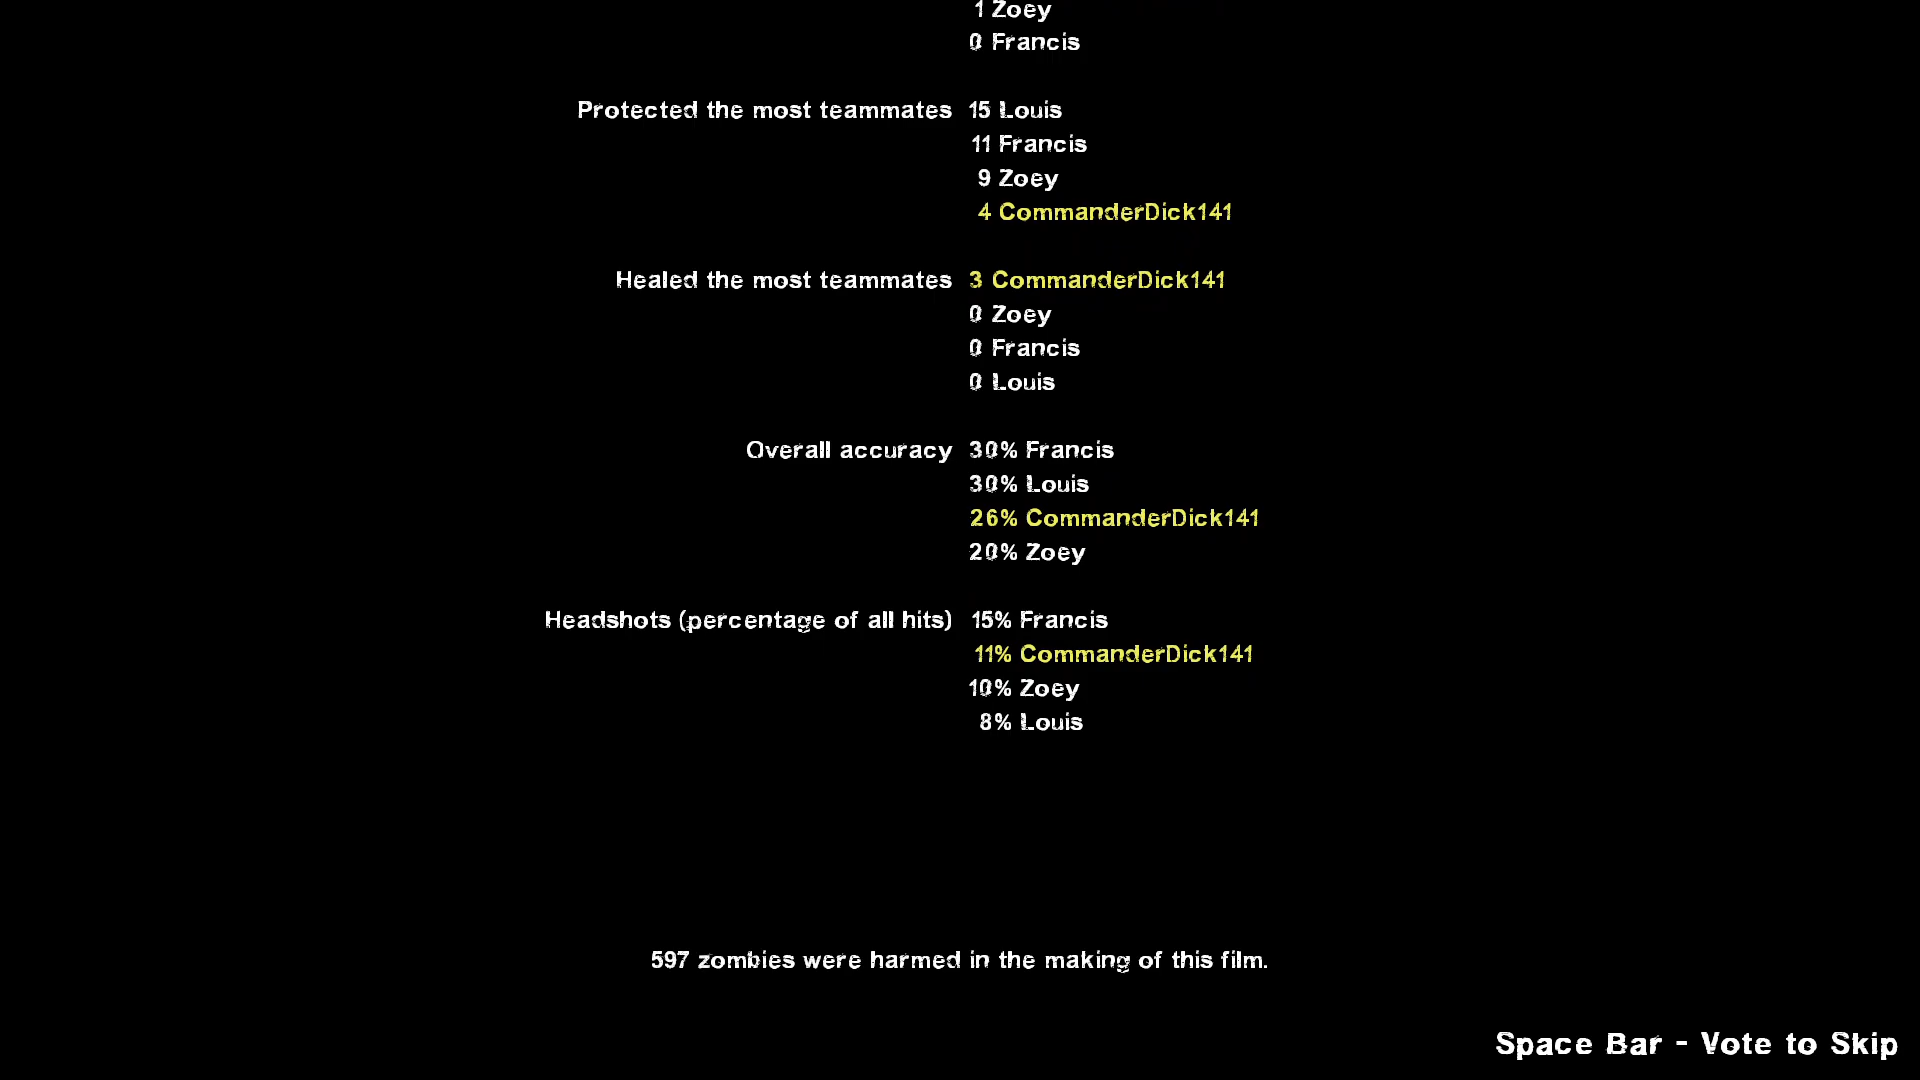 1 Zoey
0 Francis
Protected the most teammates 15 Louis
11 Francis
9 Zoey
4 CommanderDick141
Healed the most teammates 3 CommanderDick141
0 Zoey
0 Francis
0 Louis
Overall accuracy 30% Francis
30% Louis
26% CommanderDick141
20% Zoey
Headshots (percentage of all hits) 15% Francis
11% CommanderDick141
10% Zoey
8% Louis
597 zombies were harmed in the making of this film.
Space Bar - Vote to Skip